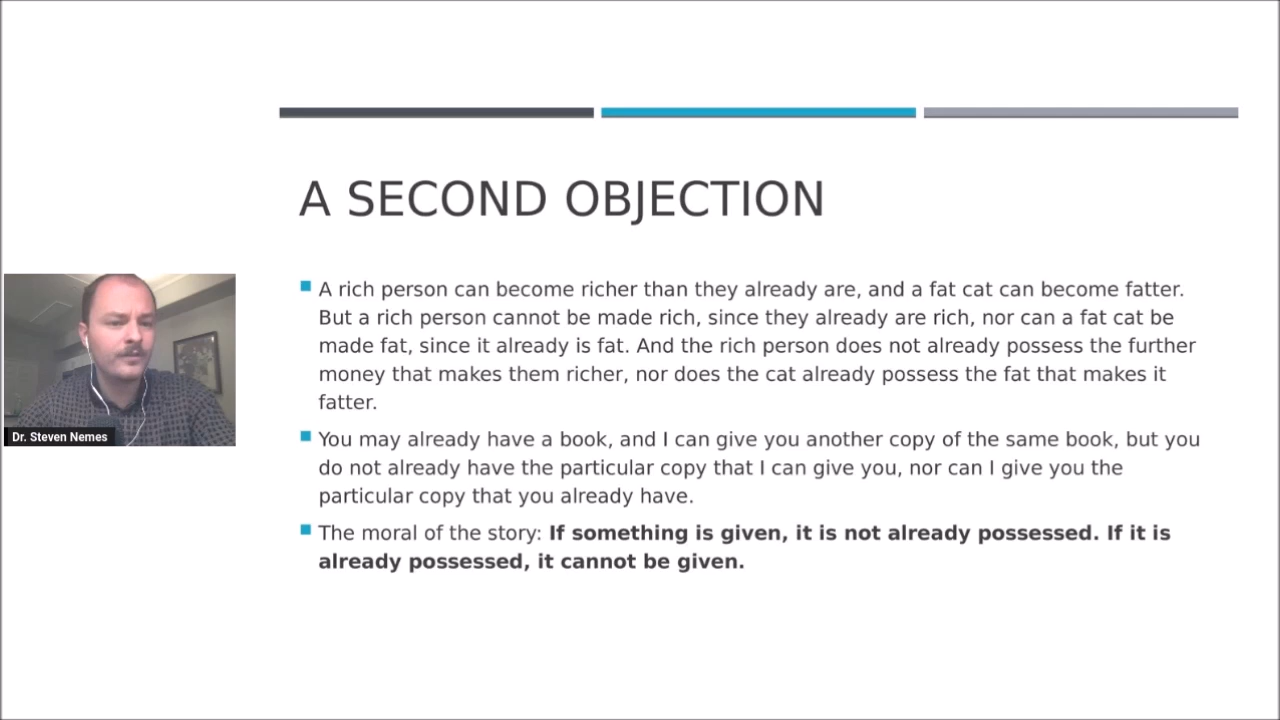 A SECOND OBJECTION
A rich person can become richer than they already are, and a fat cat can become fatter.
But a rich person cannot be made rich, since they already are rich, nor can a fat cat be
made fat, since it already is fat. And the rich person does not already possess the further
money that makes them richer, nor does the cat already possess the fat that makes it
fatter.
You may already have a book, and I can give you another copy of the same book, but you
do not already have the particular copy that I can give you, nor can I give you the
particular copy that you already have.
The moral of the story: If something is given, it is not already possessed. If it is
already possessed, it cannot be given.
Dr. Steven Nemes